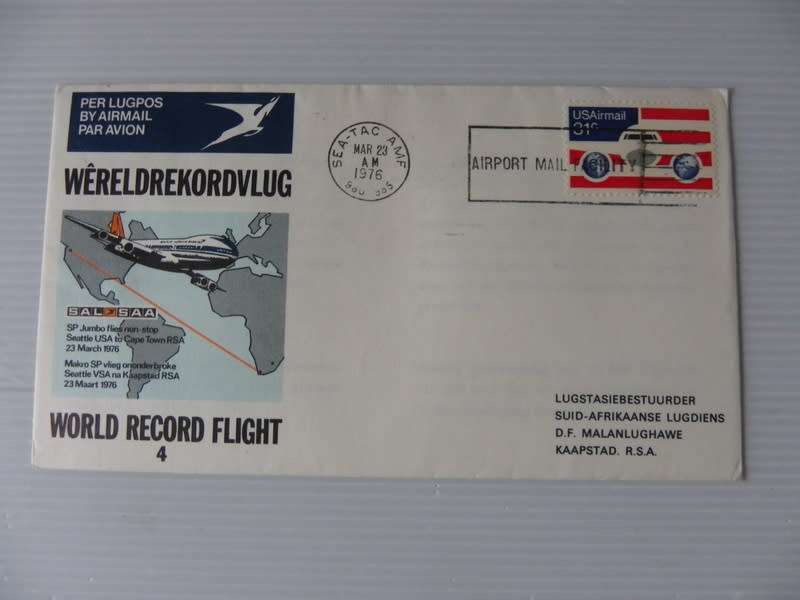 PER LUGPOS
BY AIRMAIL
PAR AVION
WÊRELDREKORDVLUG
SAL SAA
SP Jumbo flies non-stop
Seattle USA to Cape Town RSA
23 March 1976
Makro SP vlieg ononderbroke
Seattle VSA na Kaapstad RSA
23 Maart 1976
WORLD RECORD FLIGHT
4
SEA-TAC AMF
MAR 23
AM
1976
AIRPORT MAIL
USAirmail
31c
LUGSTASIEBESTUURDER
SUID-AFRIKAANSE LUGDIENS
D.F. MALANLUGHAWE
KAAPSTAD. R.S.A.